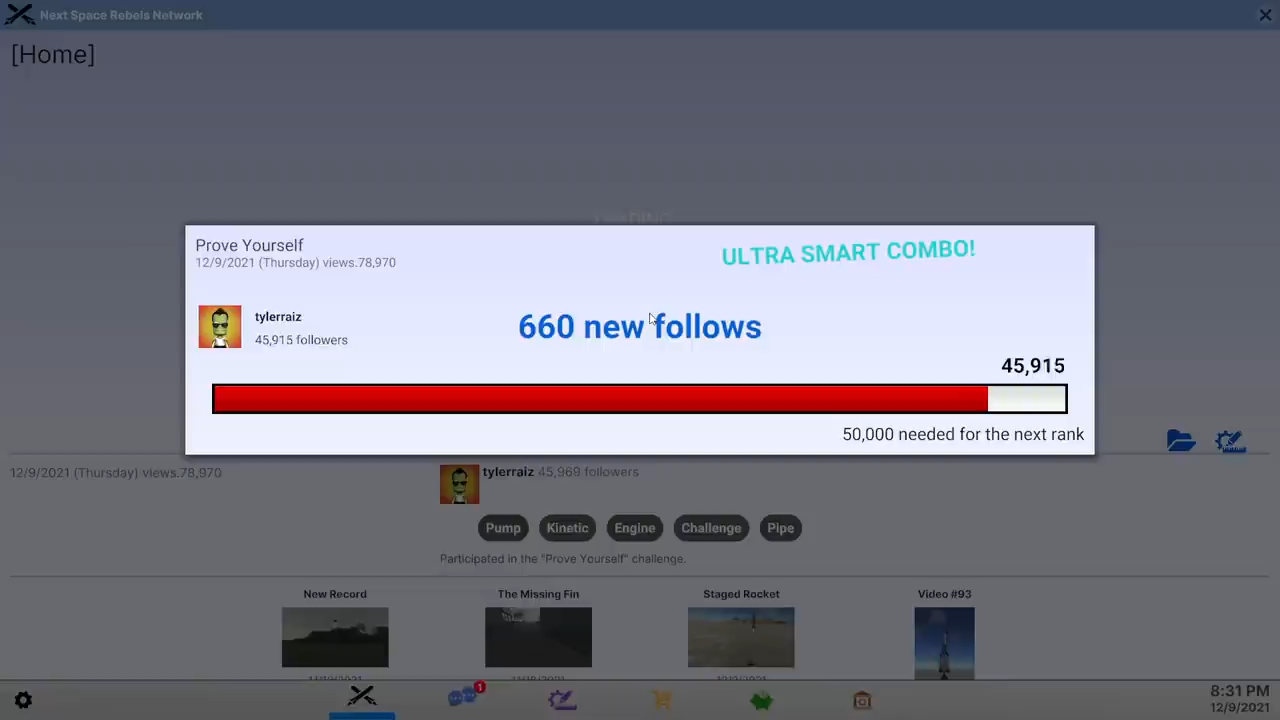 Next Space Rebels Network
[Home]
Prove Yourself
12/9/2021 (Thursday) views.78,970
ULTRA SMART COMBO!
tylerraiz
45,915 followers
660 new follows
45,915
50,000 needed for the next rank
12/9/2021 (Thursday) views.78,970
tylerraiz 45,969 followers
Pump Kinetic Engine Challenge Pipe
Participated in the "Prove Yourself" challenge.
New Record The Missing Fin Staged Rocket Video #93
1
8:31 PM
12/9/2021